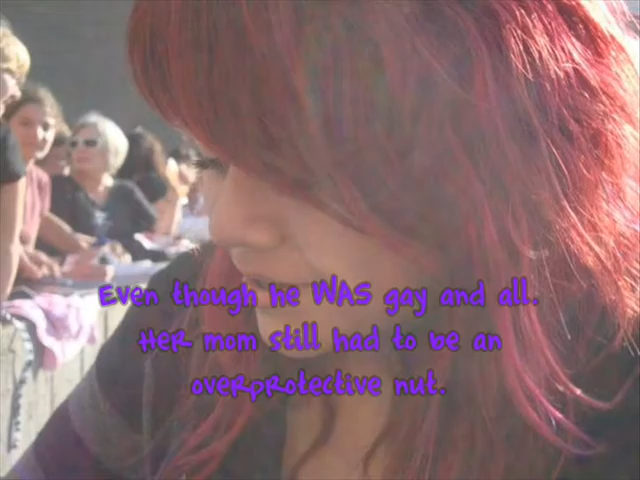 Even though he WAS gay and all.
Her mom still had to be an
overprotective nut.